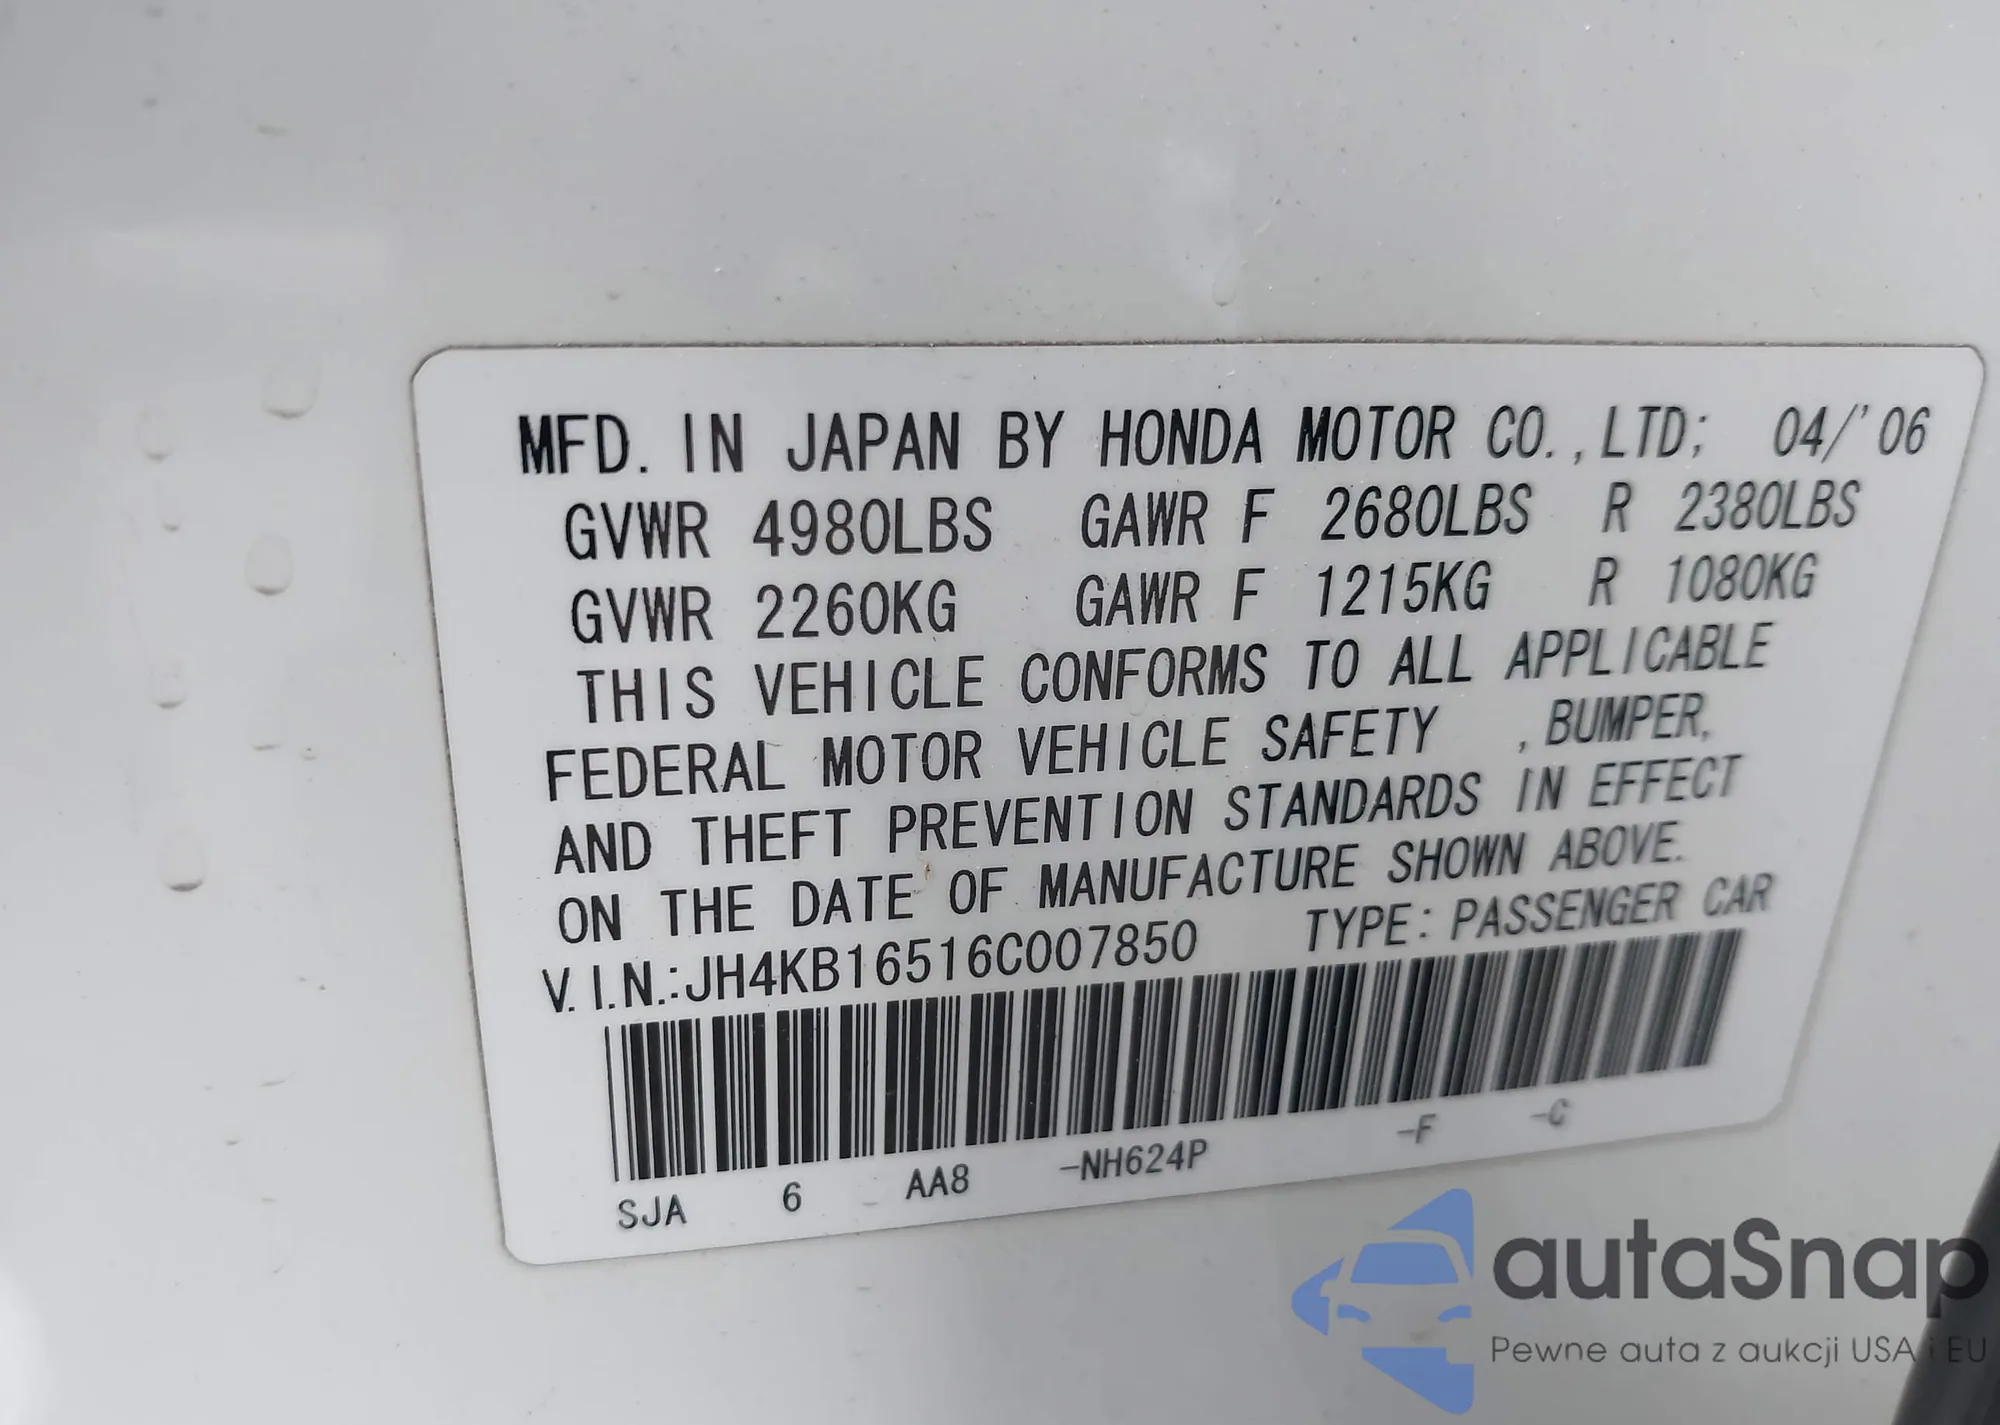 MFD. IN JAPAN BY HONDA MOTOR CO.,LTD; 04/'06
GVWR 4980LBS GAWR F 2680LBS R 2380LBS
GVWR 2260KG GAWR F 1215KG R 1080KG
THIS VEHICLE CONFORMS TO ALL APPLICABLE
FEDERAL MOTOR VEHICLE SAFETY , BUMPER,
AND THEFT PREVENTION STANDARDS IN EFFECT
ON THE DATE OF MANUFACTURE SHOWN ABOVE.
V.I.N.:JH4KB16516C007850 TYPE: PASSENGER CAR
SJA 6 AA8 -NH624P -F -C
autaSnap
Pewne auta z aukcji USA i EU